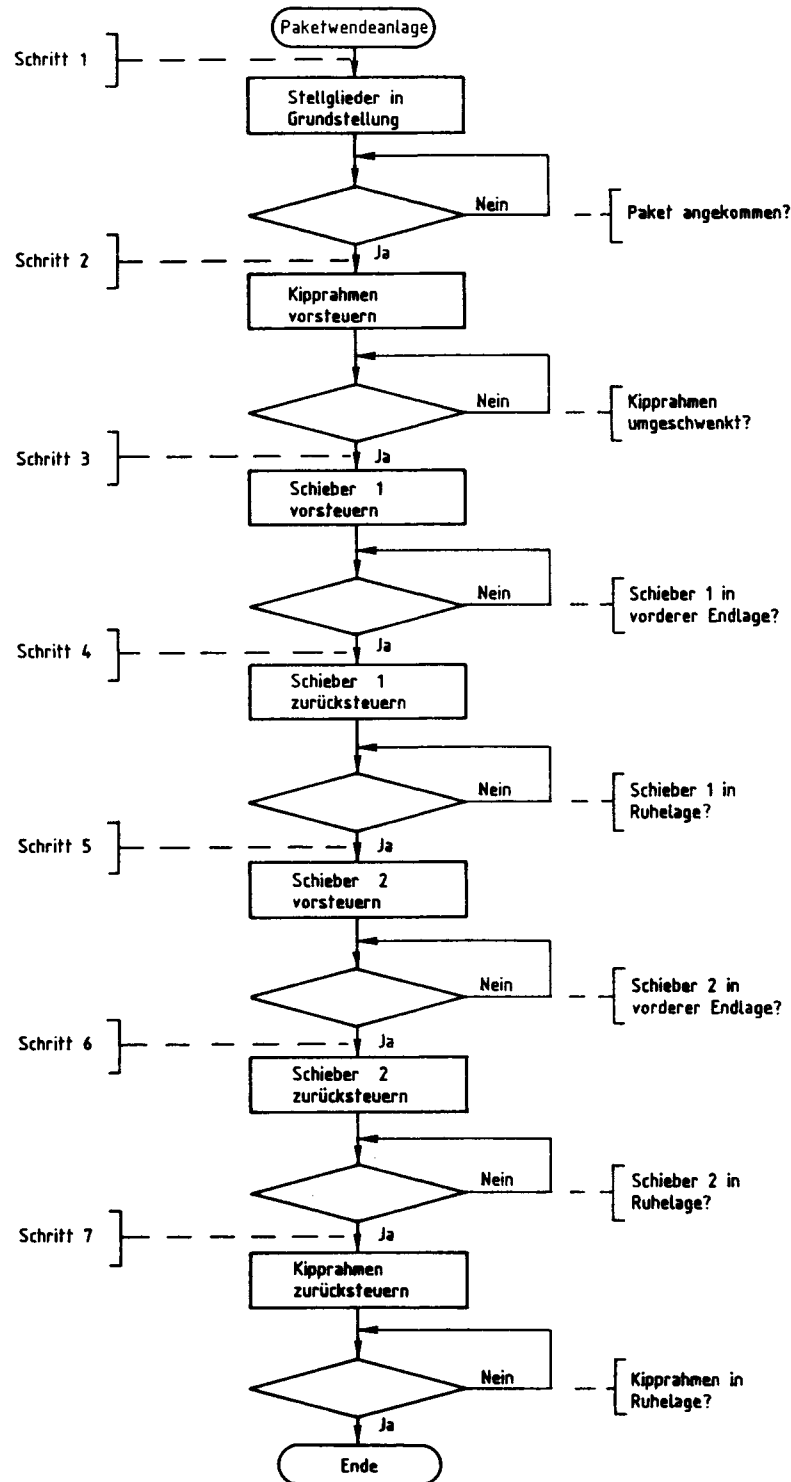 Paketwendeanlage
Schritt 1
Stellglieder in
Grundstellung
Nein
Paket angekommen?
Ja
Schritt 2
Kipprahmen
vorsteuern
Nein
Kipprahmen
umgeschwenkt?
Ja
Schritt 3
Schieber 1
vorsteuern
Nein
Schieber 1 in
vorderer Endlage?
Ja
Schritt 4
Schieber 1
zurücksteuern
Nein
Schieber 1 in
Ruhelage?
Ja
Schritt 5
Schieber 2
vorsteuern
Nein
Schieber 2 in
vorderer Endlage?
Ja
Schritt 6
Schieber 2
zurücksteuern
Nein
Schieber 2 in
Ruhelage?
Ja
Schritt 7
Kipprahmen
zurücksteuern
Nein
Kipprahmen in
Ruhelage?
Ja
Ende